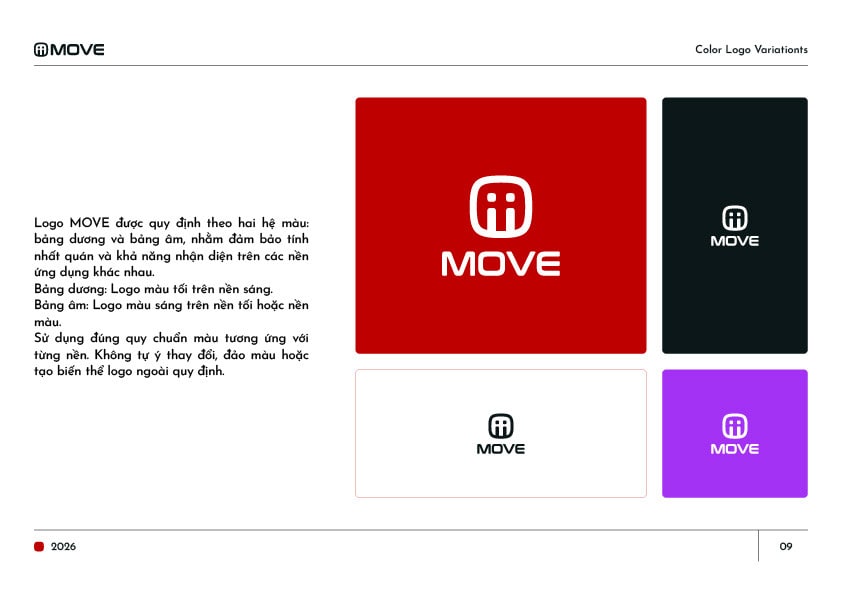 MOVE
Color Logo Variationts
Logo MOVE được quy định theo hai hệ màu:
bảng dương và bảng âm, nhằm đảm bảo tính
nhất quán và khả năng nhận diện trên các nền
ứng dụng khác nhau.
Bảng dương: Logo màu tối trên nền sáng.
Bảng âm: Logo màu sáng trên nền tối hoặc nền
màu.
Sử dụng đúng quy chuẩn màu tương ứng với
từng nền. Không tự ý thay đổi, đảo màu hoặc
tạo biến thể logo ngoài quy định.
MOVE
MOVE
MOVE
MOVE
2026
09